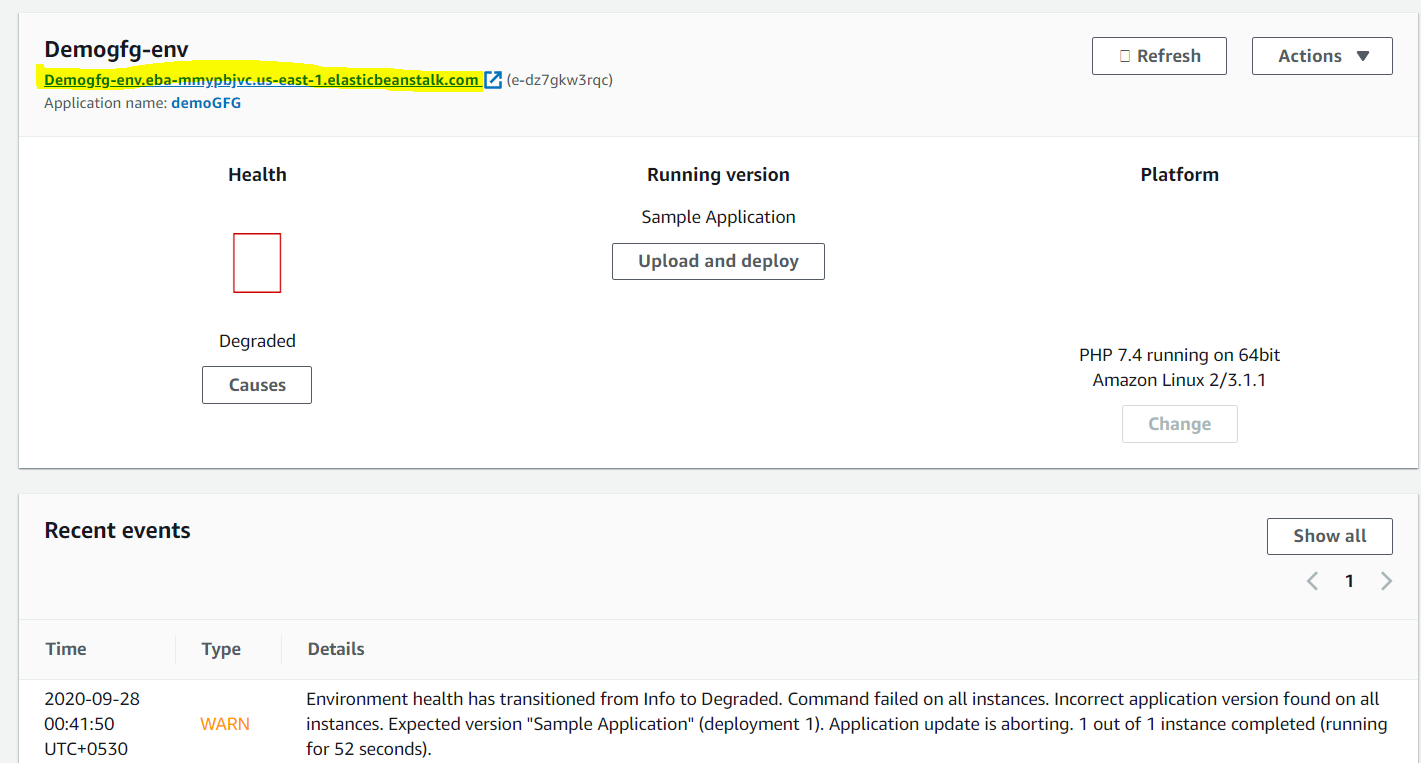 Demogfg-env
Refresh
Actions
Demogfg-env.eba-mmypbjvc.us-east-1.elasticbeanstalk.com (e-dz7gkw3rqc)
Application name: demoGFG
Health
Running version
Platform
Sample Application
Upload and deploy
Degraded
Causes
PHP 7.4 running on 64bit
Amazon Linux 2/3.1.1
Change
Recent events
Show all
1
Time Type Details
2020-09-28
00:41:50
UTC+0530
WARN
Environment health has transitioned from Info to Degraded. Command failed on all instances. Incorrect application version found on all
instances. Expected version "Sample Application" (deployment 1). Application update is aborting. 1 out of 1 instance completed (running
for 52 seconds).